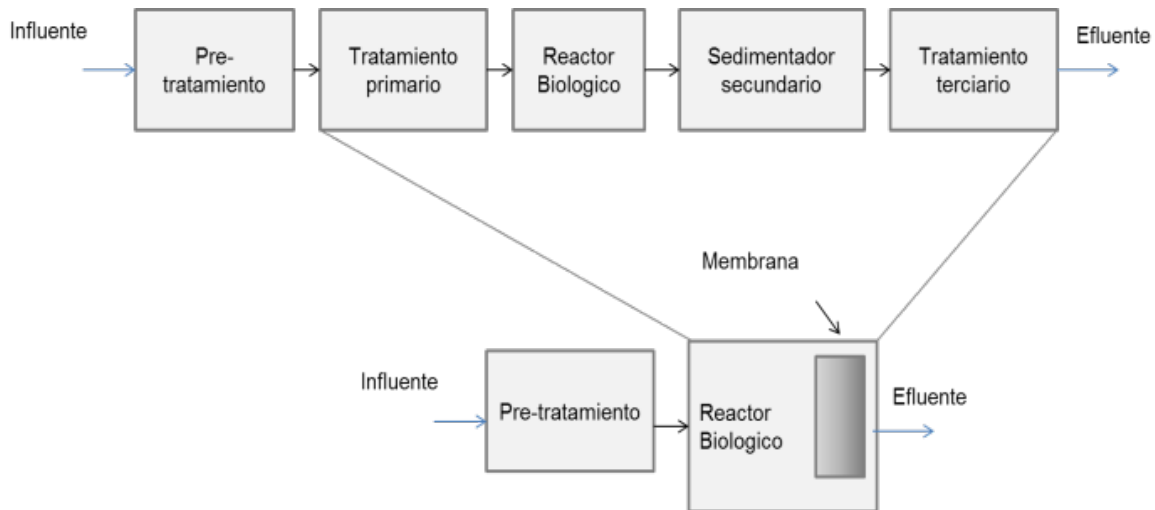 Influente
Pre-
tratamiento
Tratamiento
primario
Reactor
Biologico
Sedimentador
secundario
Tratamiento
terciario
Efluente
Membrana
Influente
Pre-tratamiento
Reactor
Biologico
Efluente